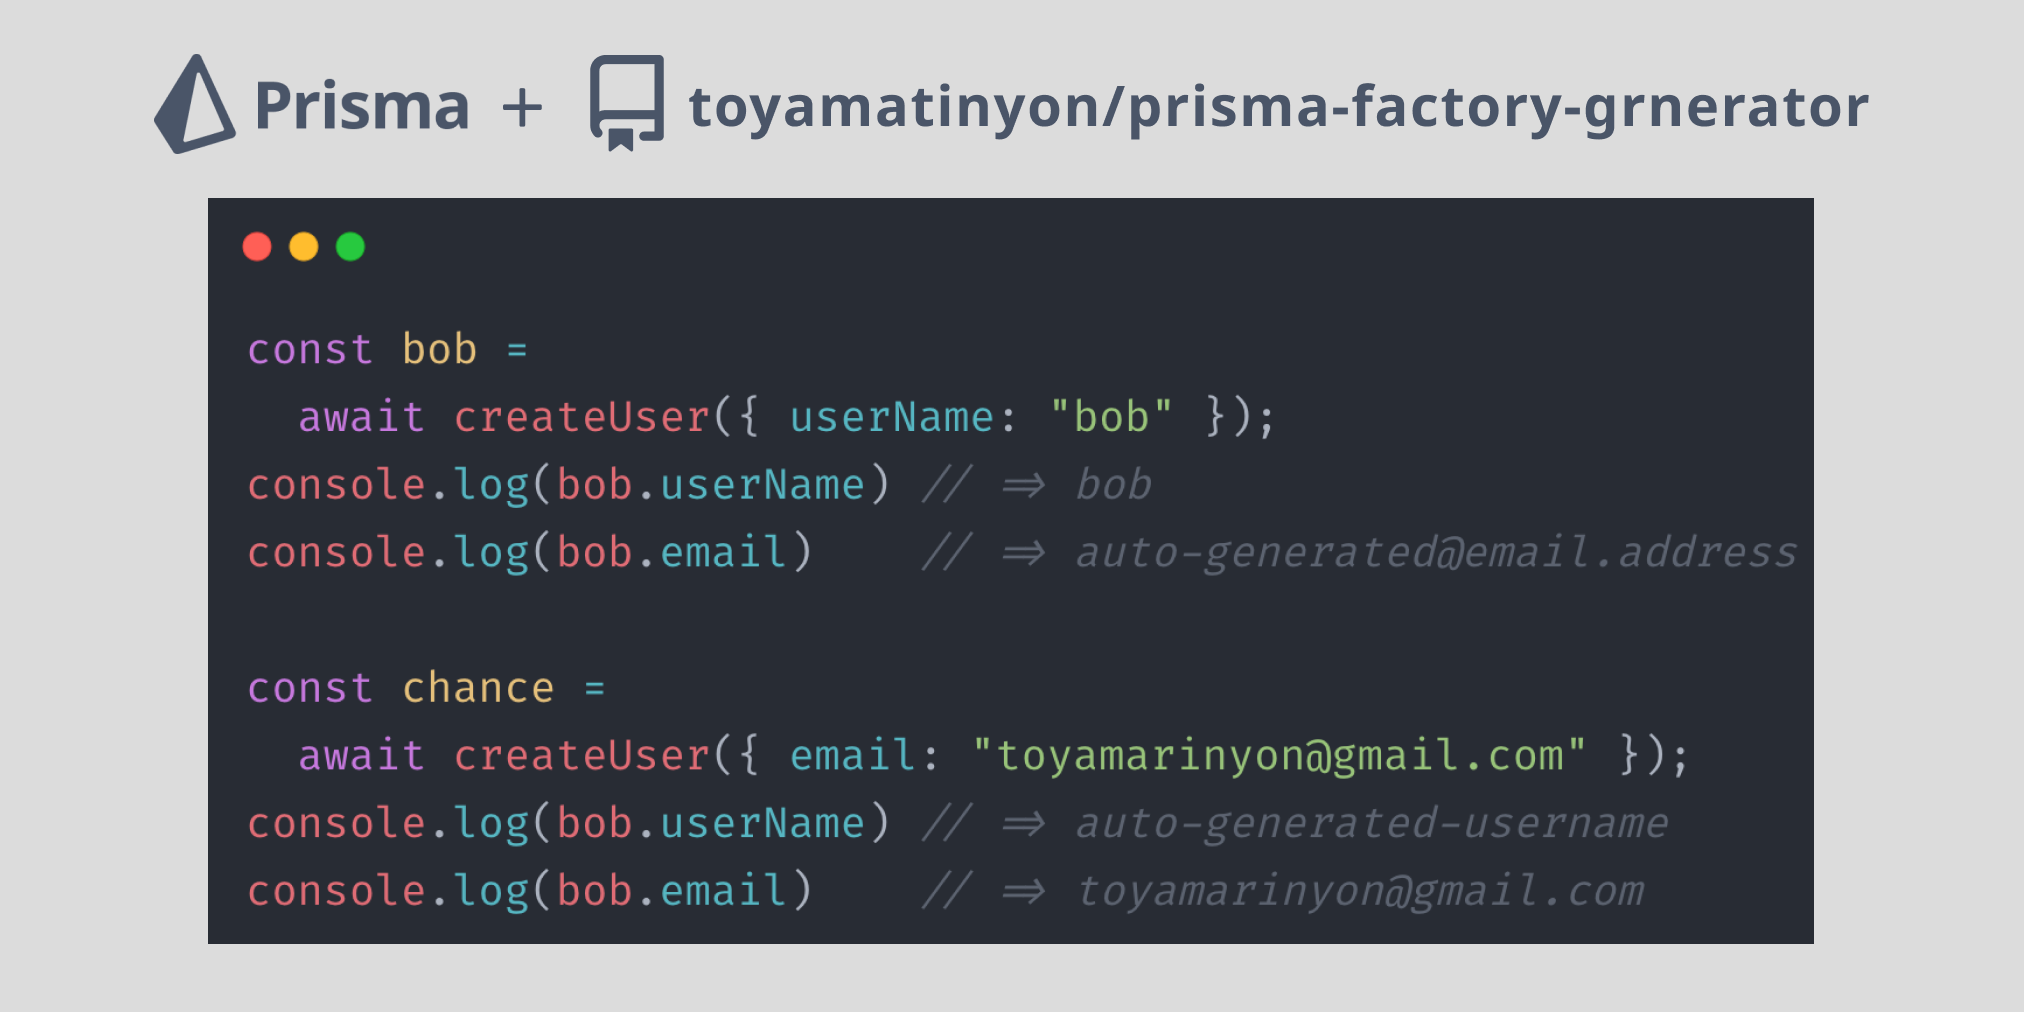 Prisma + toyamatinyon/prisma-factory-grnerator
const bob =
  await createUser({ userName: "bob" });
console.log(bob.userName) // => bob
console.log(bob.email)    // => auto-generated@email.address
const chance =
  await createUser({ email: "toyamarinyon@gmail.com" });
console.log(bob.userName) // => auto-generated-username
console.log(bob.email)    // => toyamarinyon@gmail.com